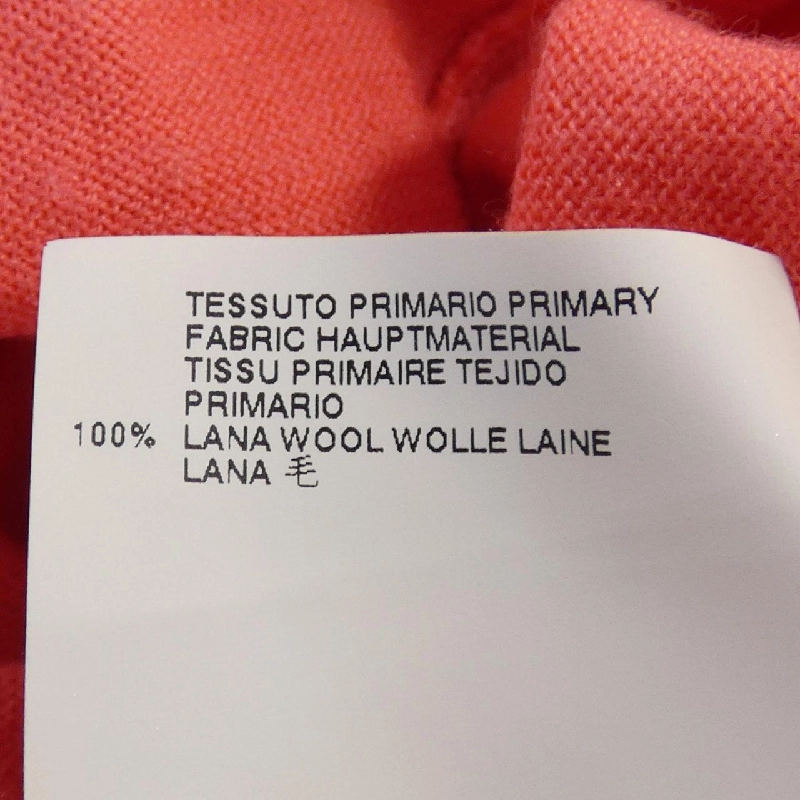 TESSUTO PRIMARIO PRIMARY
FABRIC HAUPTMATERIAL
TISSU PRIMAIRE TEJIDO
PRIMARIO
100% LANA WOOL WOLLE LAINE
LANA 毛